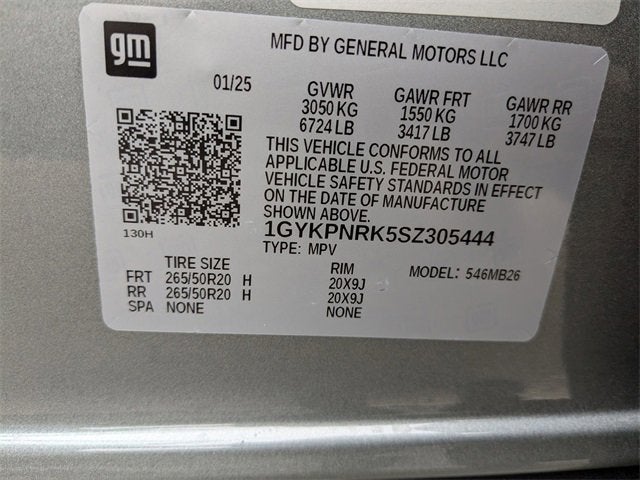 gm
MFD BY GENERAL MOTORS LLC
01/25 GVWR GAWR FRT GAWR RR
3050 KG 1550 KG 1700 KG
6724 LB 3417 LB 3747 LB
THIS VEHICLE CONFORMS TO ALL
APPLICABLE U.S. FEDERAL MOTOR
VEHICLE SAFETY STANDARDS IN EFFECT
ON THE DATE OF MANUFACTURE
SHOWN ABOVE.
1GYKPNRK5SZ305444
130H
TYPE: MPV
TIRE SIZE RIM MODEL: 546MB26
FRT 265/50R20 H 20X9J
RR 265/50R20 H 20X9J
SPA NONE NONE